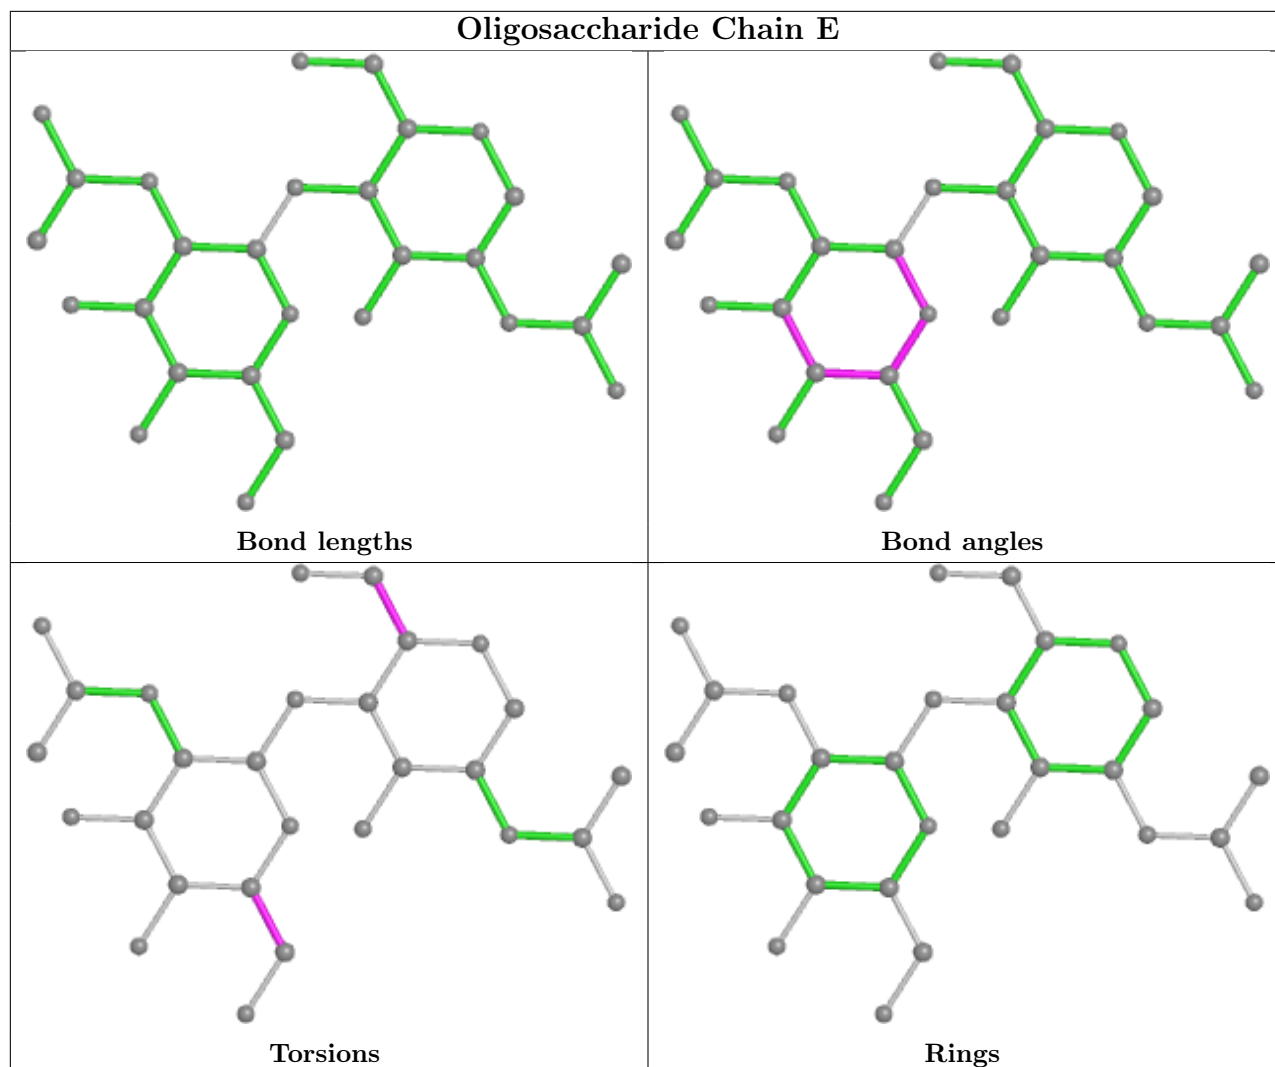 Oligosaccharide Chain E
Bond lengths
Bond angles
Torsions
Rings